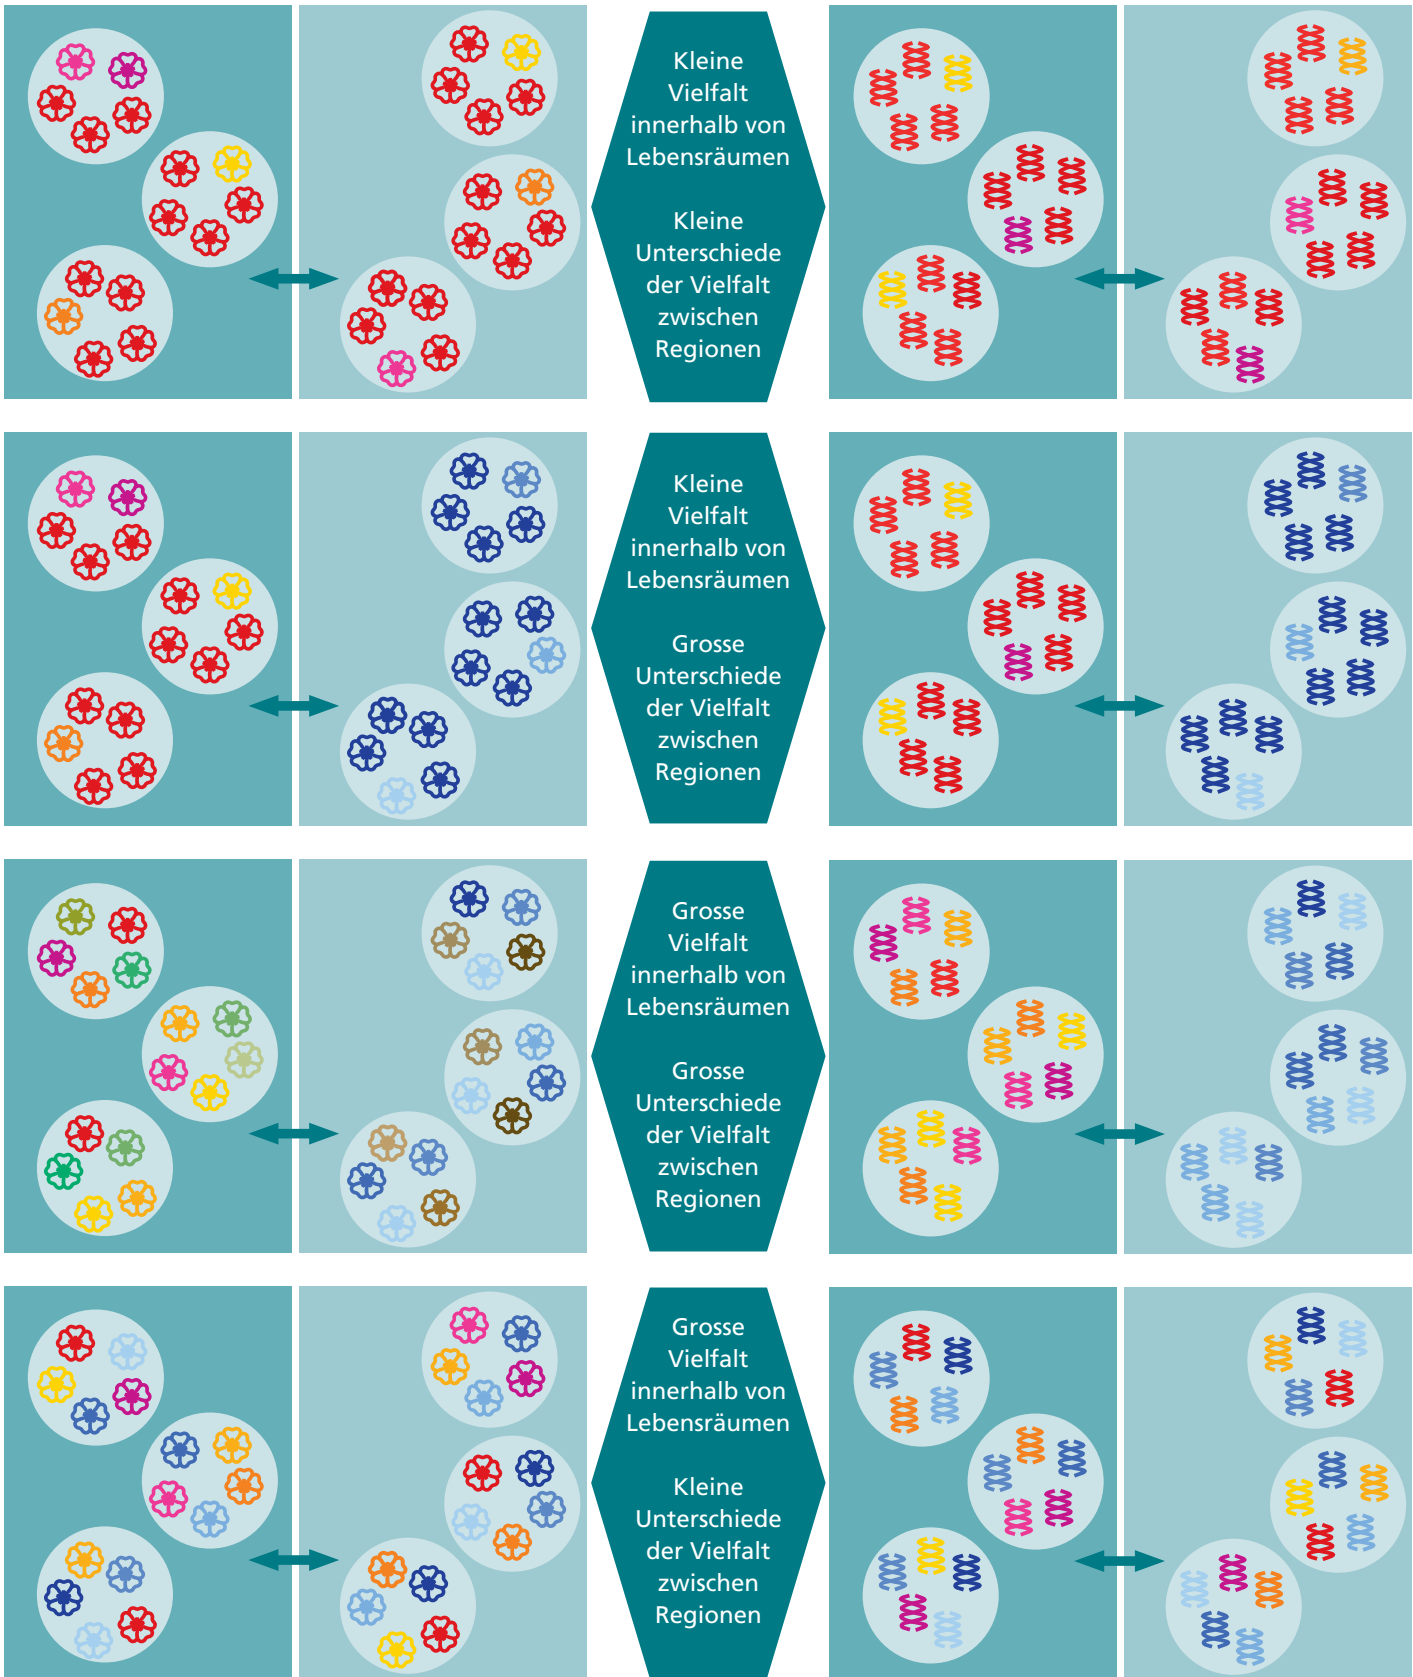 Kleine
Vielfalt
innerhalb von
Lebensräumen
Kleine
Unterschiede
der Vielfalt
zwischen
Regionen
Kleine
Vielfalt
innerhalb von
Lebensräumen
Grosse
Unterschiede
der Vielfalt
zwischen
Regionen
Grosse
Vielfalt
innerhalb von
Lebensräumen
Grosse
Unterschiede
der Vielfalt
zwischen
Regionen
Grosse
Vielfalt
innerhalb von
Lebensräumen
Kleine
Unterschiede
der Vielfalt
zwischen
Regionen